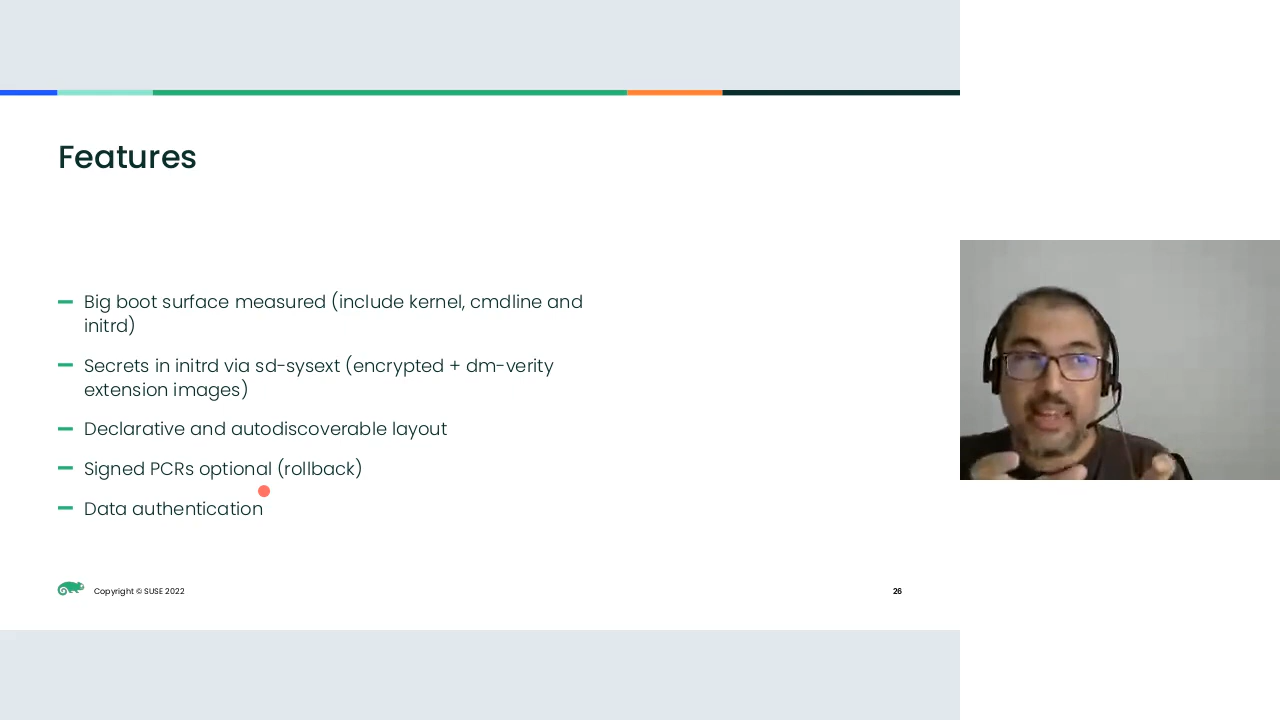 Features
Big boot surface measured (include kernel, cmdline and
initrd)
Secrets in initrd via sd-sysext (encrypted + dm-verity
extension images)
Declarative and autodiscoverable layout
Signed PCRs optional (rollback)
Data authentication
Copyright © SUSE 2022
26